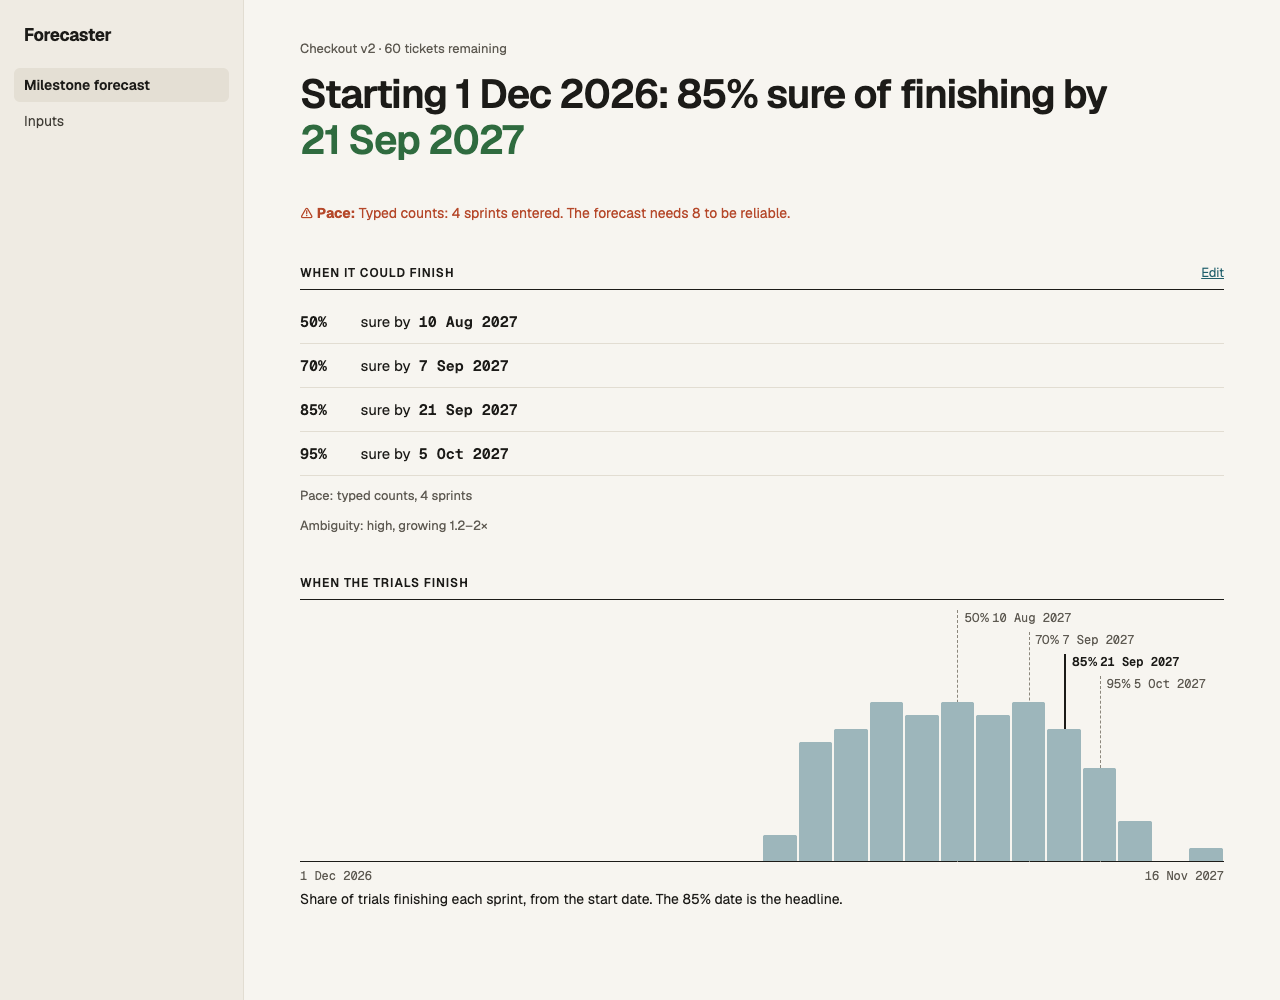 Forecaster
Milestone forecast
Inputs
Checkout v2 · 60 tickets remaining
Starting 1 Dec 2026: 85% sure of finishing by
21 Sep 2027
⚠ Pace: Typed counts: 4 sprints entered. The forecast needs 8 to be reliable.
WHEN IT COULD FINISH Edit
50% sure by 10 Aug 2027
70% sure by 7 Sep 2027
85% sure by 21 Sep 2027
95% sure by 5 Oct 2027
Pace: typed counts, 4 sprints
Ambiguity: high, growing 1.2–2×
WHEN THE TRIALS FINISH
50% 10 Aug 2027
70% 7 Sep 2027
85% 21 Sep 2027
95% 5 Oct 2027
1 Dec 2026 16 Nov 2027
Share of trials finishing each sprint, from the start date. The 85% date is the headline.